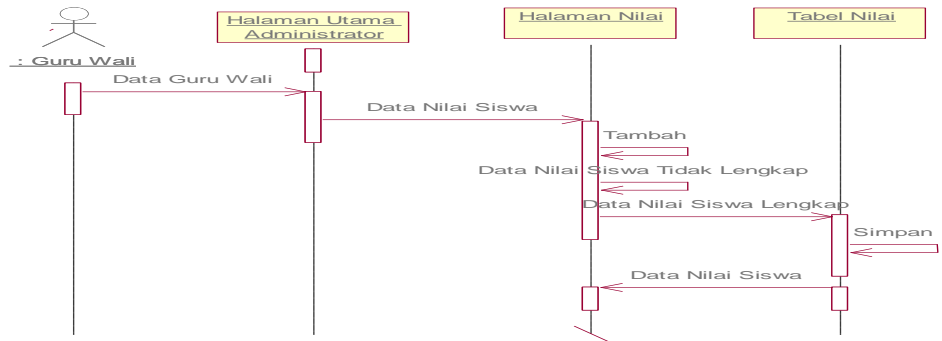 Halaman Utama
Administrator
Halaman Nilai
Tabel Nilai
: Guru Wali
Data Guru Wali
Data Nilai Siswa
Tambah
Data Nilai Siswa Tidak Lengkap
Data Nilai Siswa Lengkap
Simpan
Data Nilai Siswa